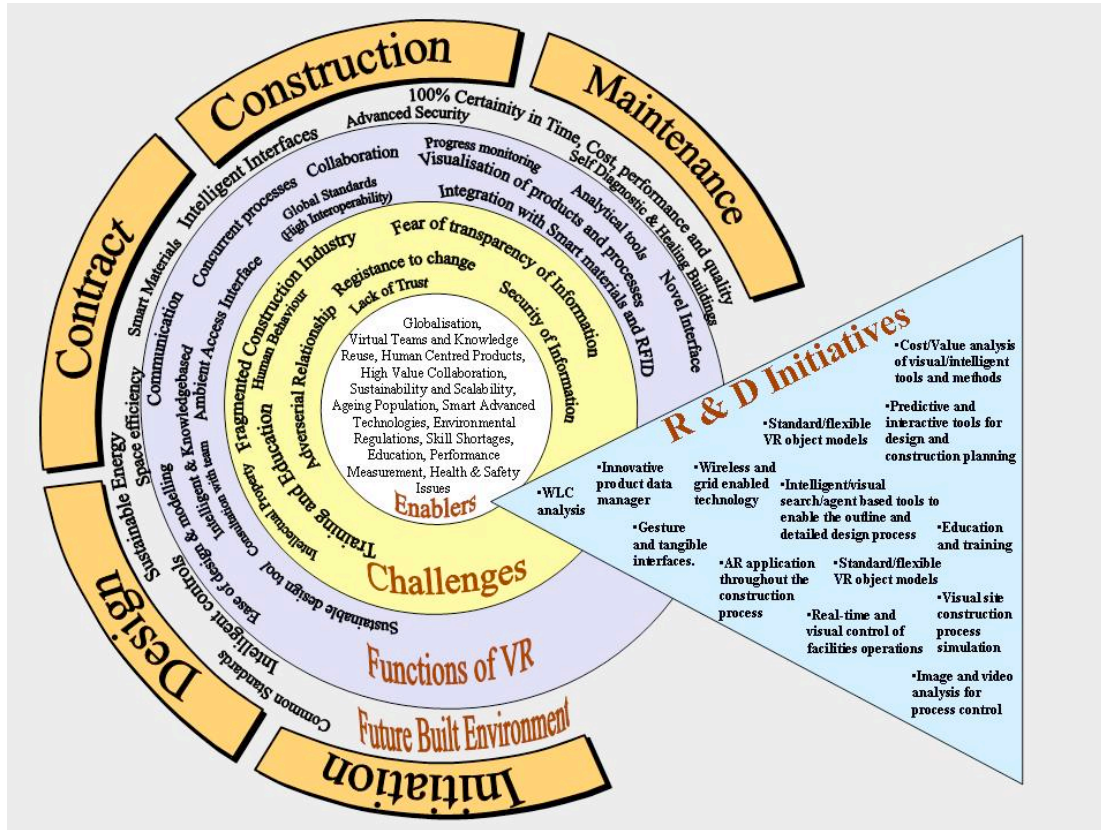 Construction
Maintenance
Contract
Design
Initiation
100% Certainity in Time, Cost, performance and quality
Advanced Security
Intelligent Interfaces
Self Diagnostic & Healing Buildings
Smart Materials
Space efficiency
Sustainable Energy
Intelligent controls
Common Standards
Future Built Environment
Progress monitoring
Collaboration
Visualisation of products and processes
Analytical tools
Concurrent processes
Global Standards
(High Interoperability)
Integration with Smart materials and RFID
Novel Interface
Communication
Ambient Access Interface
Intelligent & Knowledgebased
Consultation with team
Ease of design & modelling
Sustainable design tool
Functions of VR
Fear of transparency of Information
Fragmented Construction Industry
Registance to change
Human Behaviour
Adverserial Relationship
Lack of Trust
Security of Information
Training and Education
Intellectual Propery
Challenges
Globalisation,
Virtual Teams and Knowledge
Reuse, Human Centred Products,
High Value Collaboration,
Sustainability and Scalability,
Ageing Population, Smart Advanced
Technologies, Environmental
Regulations, Skill Shortages,
Education, Performance
Measurement, Health & Safety
Issues
Enablers
R & D Initiatives
•Cost/Value analysis
of visual/intelligent
tools and methods
•Predictive and
interactive tools for
design and
construction planning
•Standard/flexible
VR object models
•Innovative
product data
manager
•Wireless and
grid enabled
technology
•Intelligent/visual
search/agent based tools to
enable the outline and
detailed design process
•WLC
analysis
•Gesture
and tangible
interfaces.
•Education
and training
•AR application
throughout the
construction
process
•Standard/flexible
VR object models
•Visual site
construction
process
simulation
•Real-time and
visual control of
facilities operations
•Image and video
analysis for
process control